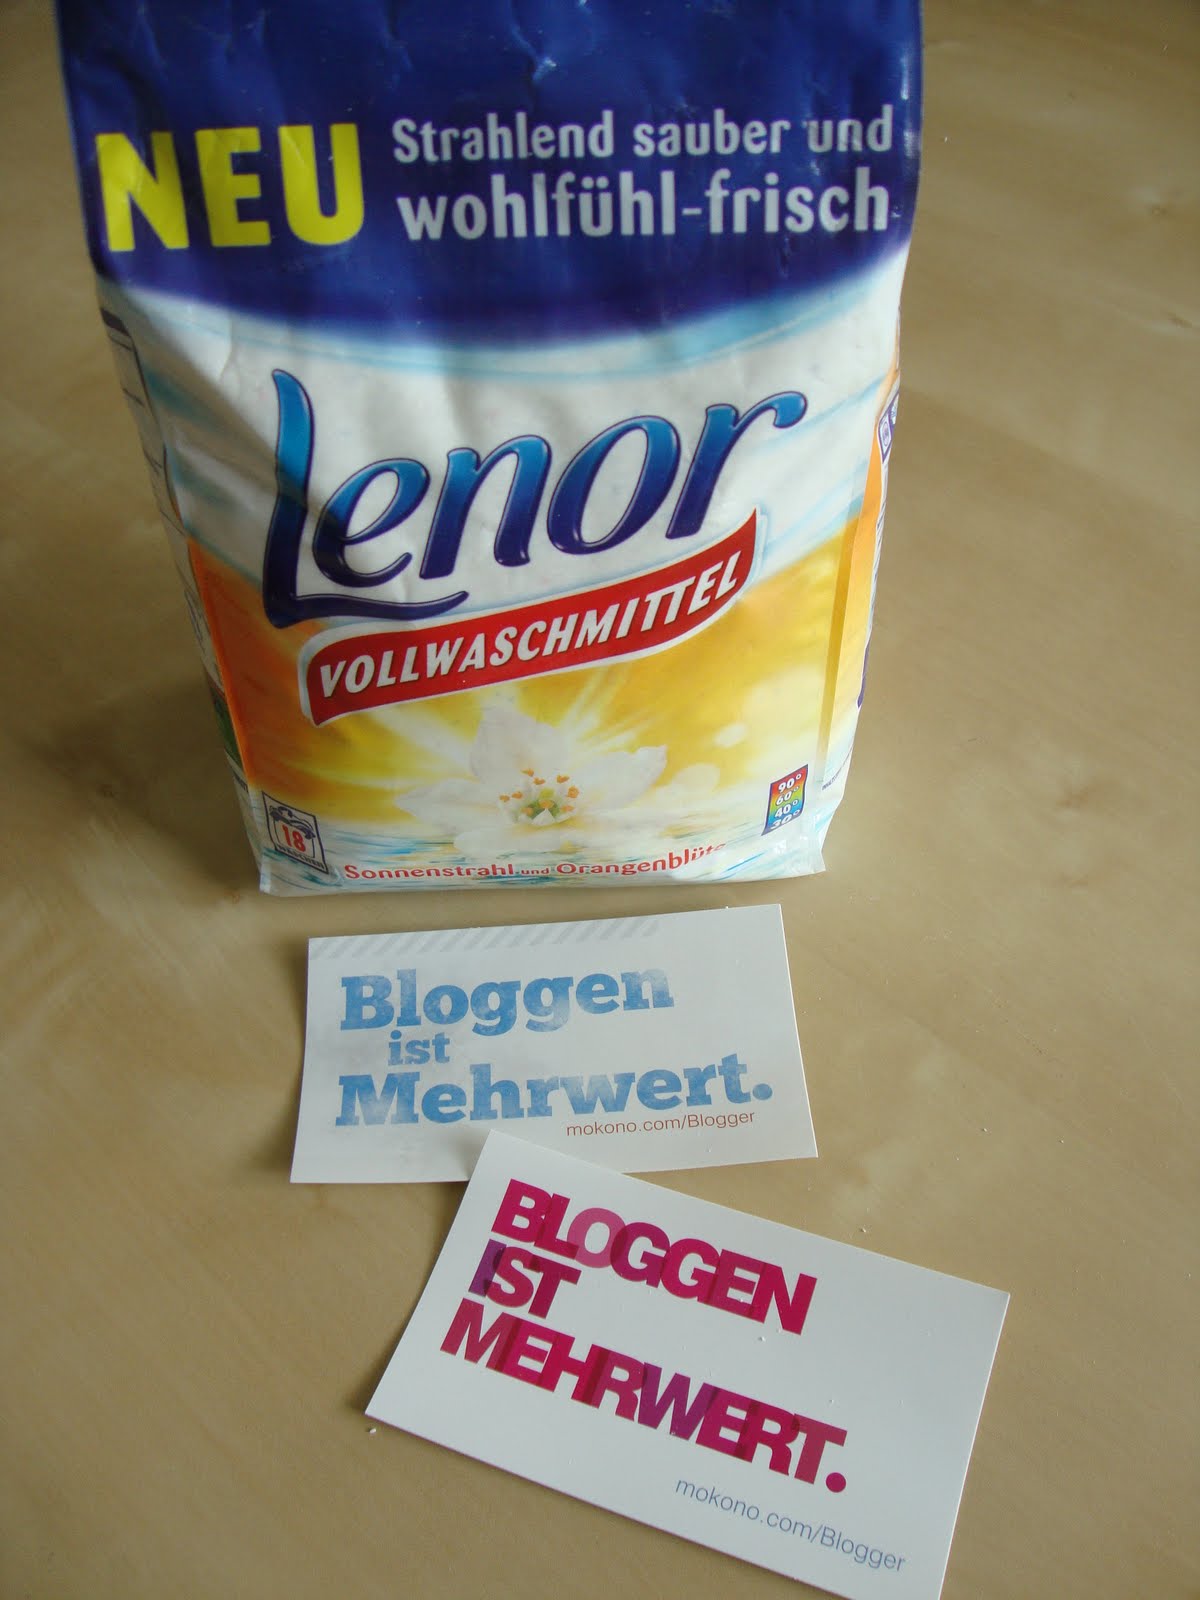 NEU
Strahlend sauber und
wohlfühl-frisch
Lenor
VOLLWASCHMITTEL
90°
60°
40°
30°
18
Sonnenstrahl und Orangenblüte
Bloggen
ist
Mehrwert.
mokono.com/Blogger
BLOGGEN
IST
MEHRWERT.
mokono.com/Blogger